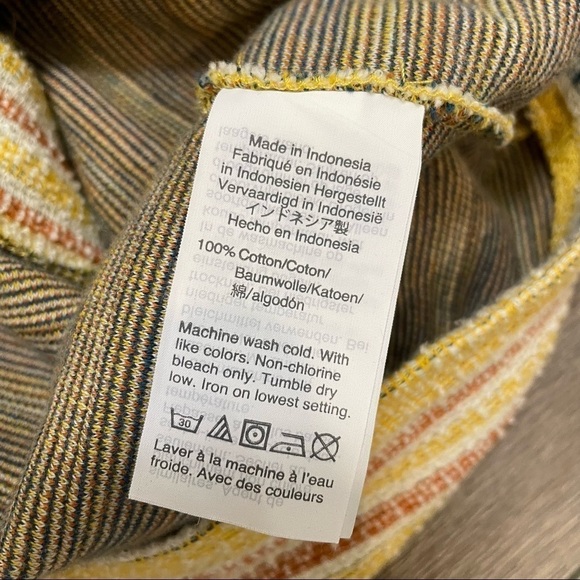 Made in Indonesia
Fabriqué en Indonésie
in Indonesien Hergestellt
Vervaardigd in Indonesië
インドネシア製
Hecho en Indonesia
100% Cotton/Coton/
Baumwolle/Katoen/
綿/algodón
Machine wash cold. With
like colors. Non-chlorine
bleach only. Tumble dry
low. Iron on lowest setting.
30
Laver à la machine à l'eau
froide. Avec des couleurs